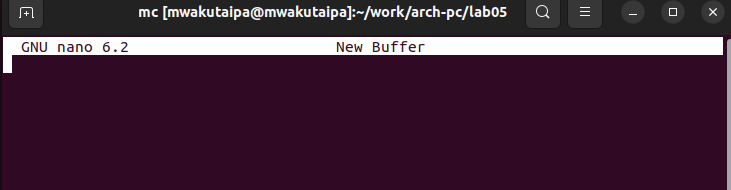 mc [mwakutaipa@mwakutaipa]:~/work/arch-pc/lab05
GNU nano 6.2 New Buffer